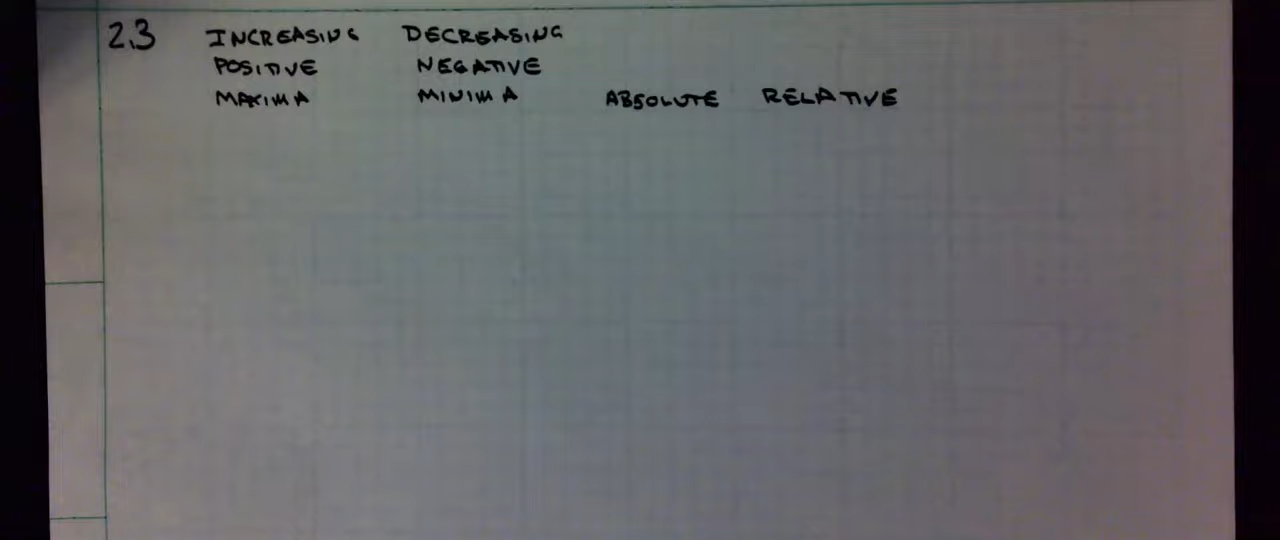 2.3 INCREASING DECREASING
POSITIVE NEGATIVE
MAXIMA MINIMA ABSOLUTE RELATIVE